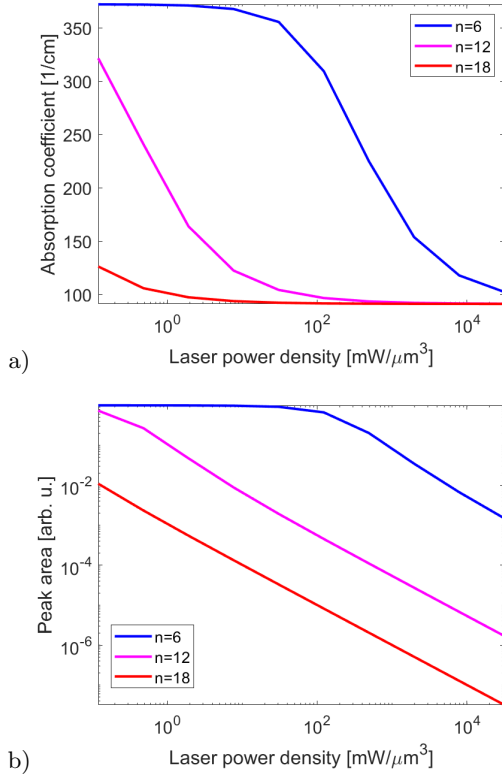 350
300
250
200
150
100
Absorption coefficient [1/cm]
n=6
n=12
n=18
10^0
10^2
10^4
Laser power density [mW/μm^3]
a)
10^-2
10^-4
10^-6
Peak area [arb. u.]
n=6
n=12
n=18
10^0
10^2
10^4
Laser power density [mW/μm^3]
b)